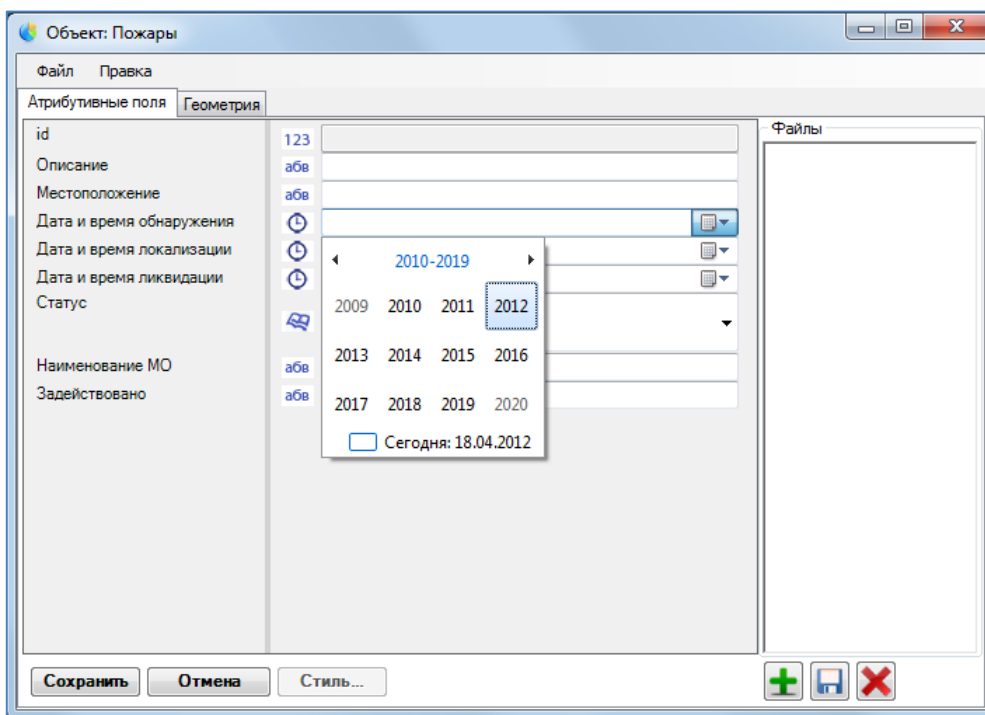 Объект: Пожары
Файл Правка
Атрибутивные поля Геометрия
id 123
Описание абв
Местоположение абв
Дата и время обнаружения
Дата и время локализации
Дата и время ликвидации
Статус
Наименование МО абв
Задействовано абв
2010-2019
2009 2010 2011 2012
2013 2014 2015 2016
2017 2018 2019 2020
Сегодня: 18.04.2012
Файлы
Сохранить Отмена Стиль...